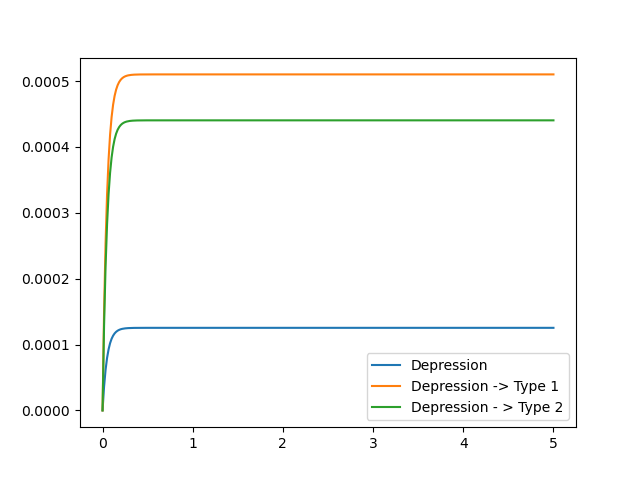 0.0005
0.0004
0.0003
0.0002
0.0001
0.0000
0 1 2 3 4 5
Depression
Depression -> Type 1
Depression - > Type 2